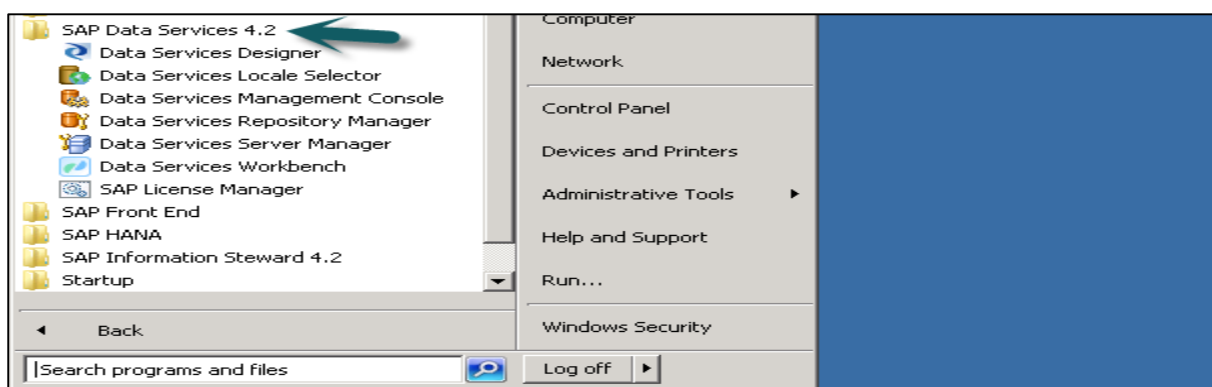 SAP Data Services 4.2
Data Services Designer
Data Services Locale Selector
Data Services Management Console
Data Services Repository Manager
Data Services Server Manager
Data Services Workbench
SAP License Manager
SAP Front End
SAP HANA
SAP Information Steward 4.2
Startup
Back
Search programs and files
Computer
Network
Control Panel
Devices and Printers
Administrative Tools
Help and Support
Run...
Windows Security
Log off